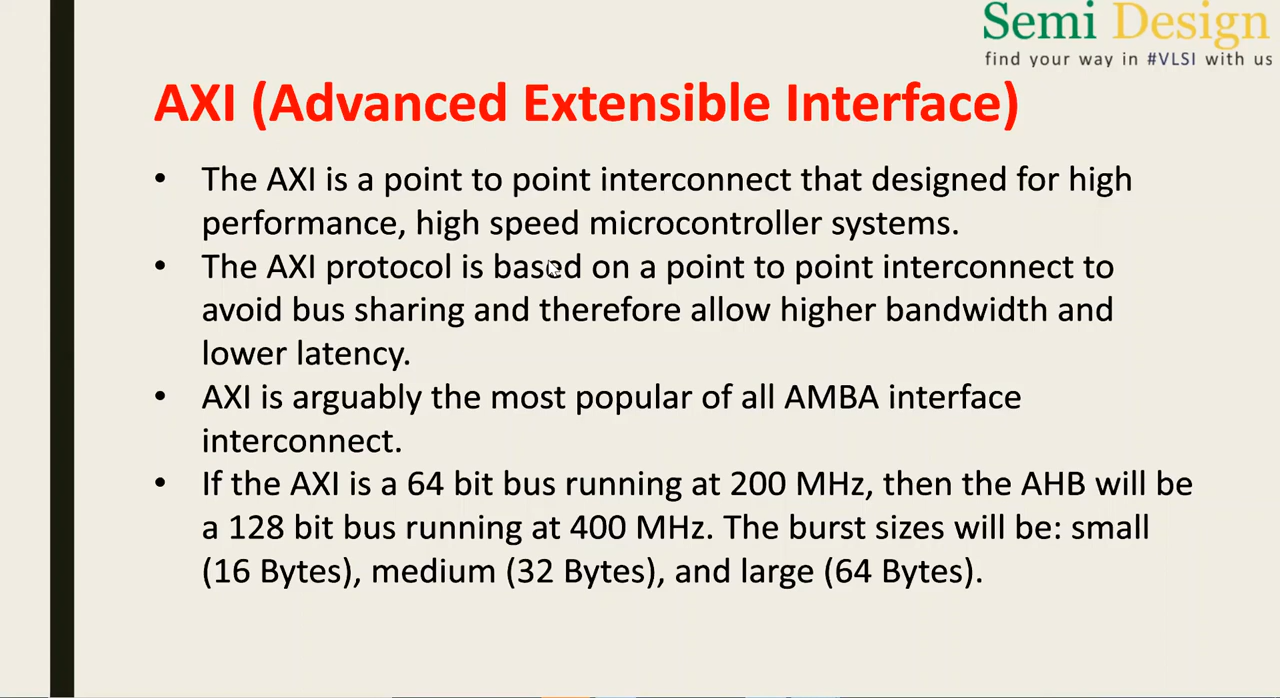 Semi Design
find your way in #VLSI with us
AXI (Advanced Extensible Interface)
• The AXI is a point to point interconnect that designed for high
performance, high speed microcontroller systems.
• The AXI protocol is based on a point to point interconnect to
avoid bus sharing and therefore allow higher bandwidth and
lower latency.
• AXI is arguably the most popular of all AMBA interface
interconnect.
• If the AXI is a 64 bit bus running at 200 MHz, then the AHB will be
a 128 bit bus running at 400 MHz. The burst sizes will be: small
(16 Bytes), medium (32 Bytes), and large (64 Bytes).